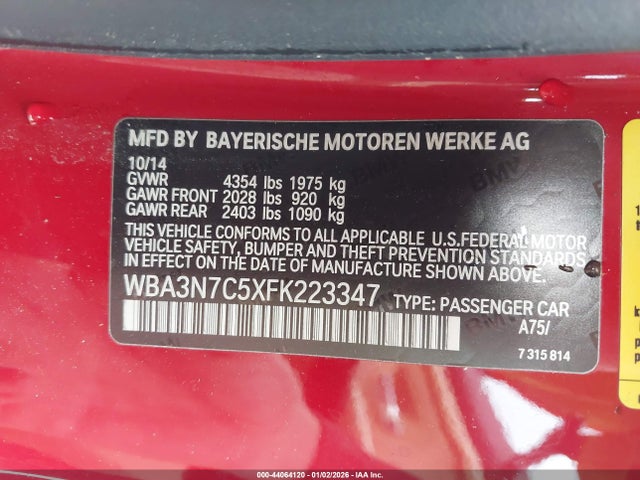 MFD BY BAYERISCHE MOTOREN WERKE AG
10/14
GVWR 4354 lbs 1975 kg
GAWR FRONT 2028 lbs 920 kg
GAWR REAR 2403 lbs 1090 kg
THIS VEHICLE CONFORMS TO ALL APPLICABLE U.S.FEDERAL MOTOR
VEHICLE SAFETY, BUMPER AND THEFT PREVENTION STANDARDS
IN EFFECT ON THE DATE OF MANUFACTURE SHOWN ABOVE.
WBA3N7C5XFK223347 TYPE: PASSENGER CAR
A75/
7 315 814
000-44064120 01/02/2026 - IAAI.COM